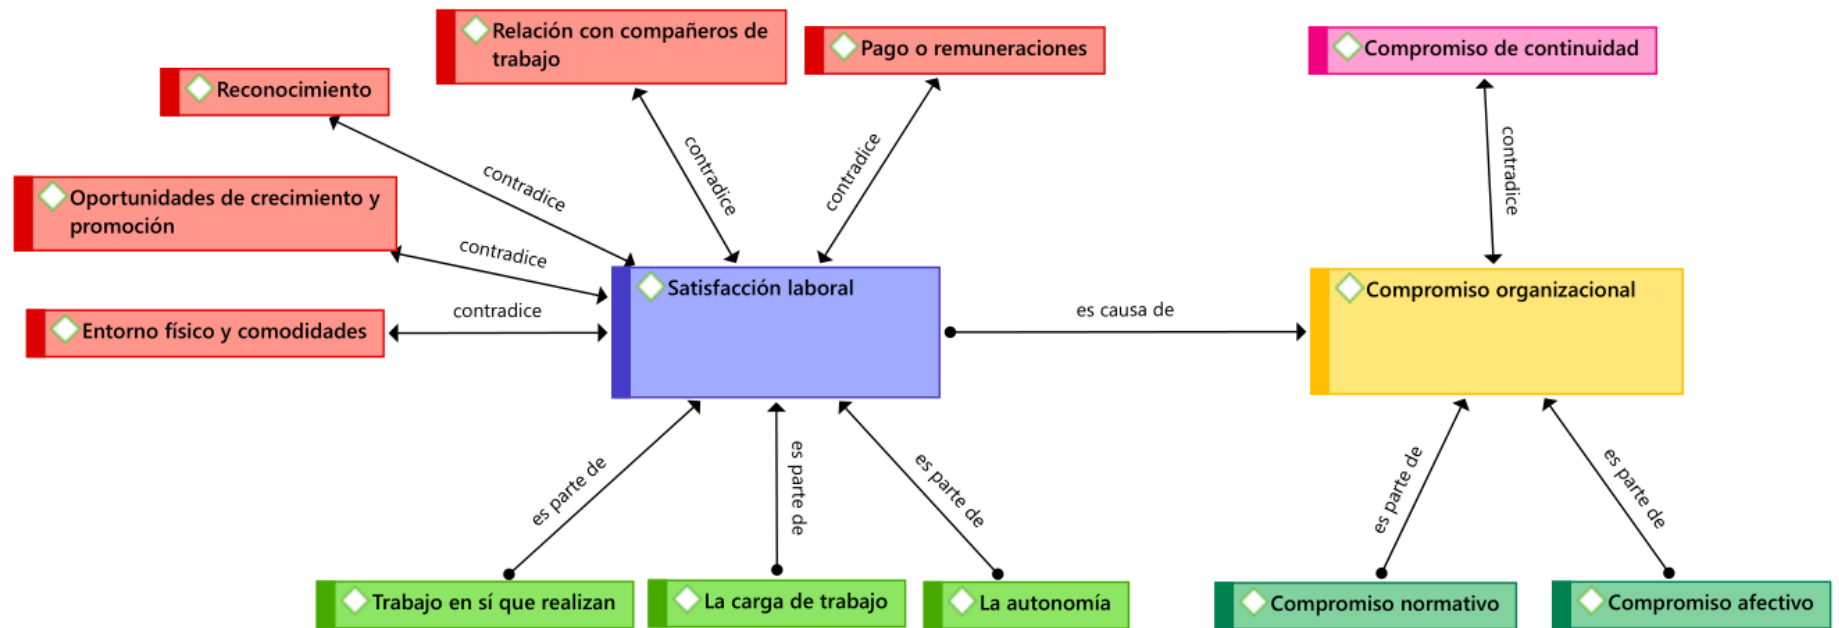 Relación con compañeros de
trabajo
Pago o remuneraciones
Compromiso de continuidad
Reconocimiento
contradice
contradice
contradice
contradice
Oportunidades de crecimiento y
promoción
contradice
Entorno físico y comodidades
contradice
Satisfacción laboral
es causa de
Compromiso organizacional
es parte de
es parte de
es parte de
es parte de
es parte de
Trabajo en sí que realizan
La carga de trabajo
La autonomía
Compromiso normativo
Compromiso afectivo